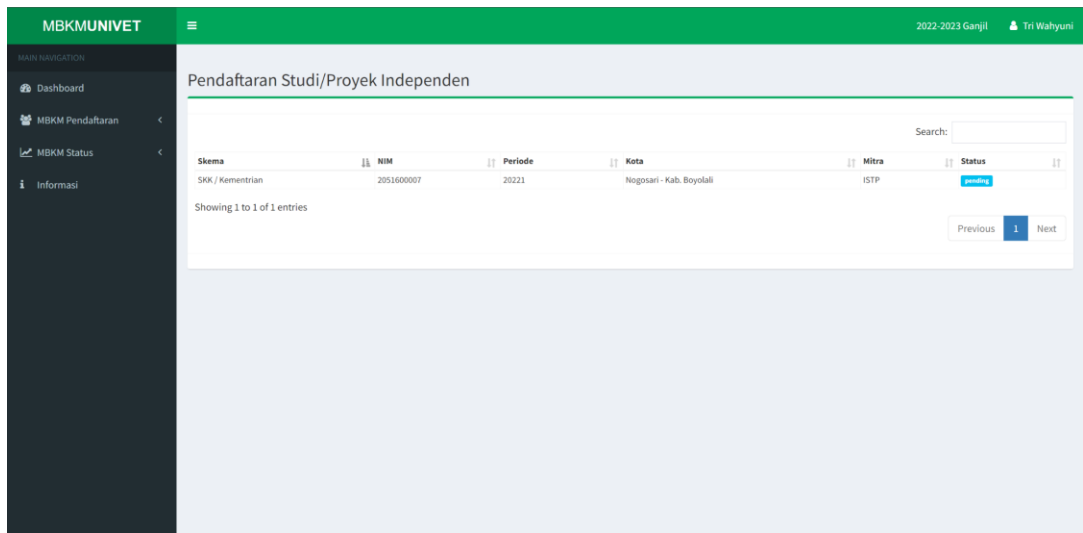 MBKMUNIVET
2022-2023 Ganjil Tri Wahyuni
MAIN NAVIGATION
Dashboard
MBKM Pendaftaran
MBKM Status
Informasi
Pendaftaran Studi/Proyek Independen
Search:
Skema NIM Periode Kota Mitra Status
SKK / Kementrian 2051600007 20221 Nogosari - Kab. Boyolali ISTP pending
Showing 1 to 1 of 1 entries
Previous 1 Next